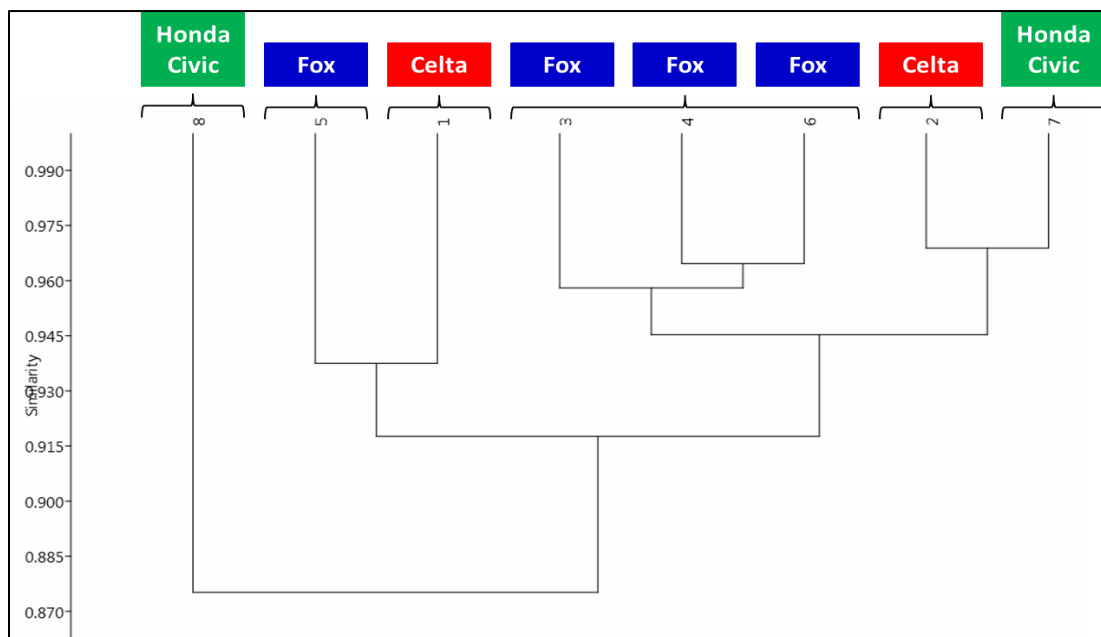 Honda
Civic
Fox
Celta
Fox
Fox
Fox
Celta
Honda
Civic
8
5
1
3
4
6
2
7
0.990
0.975
0.960
0.945
0.930
0.915
0.900
0.885
0.870
Similarity